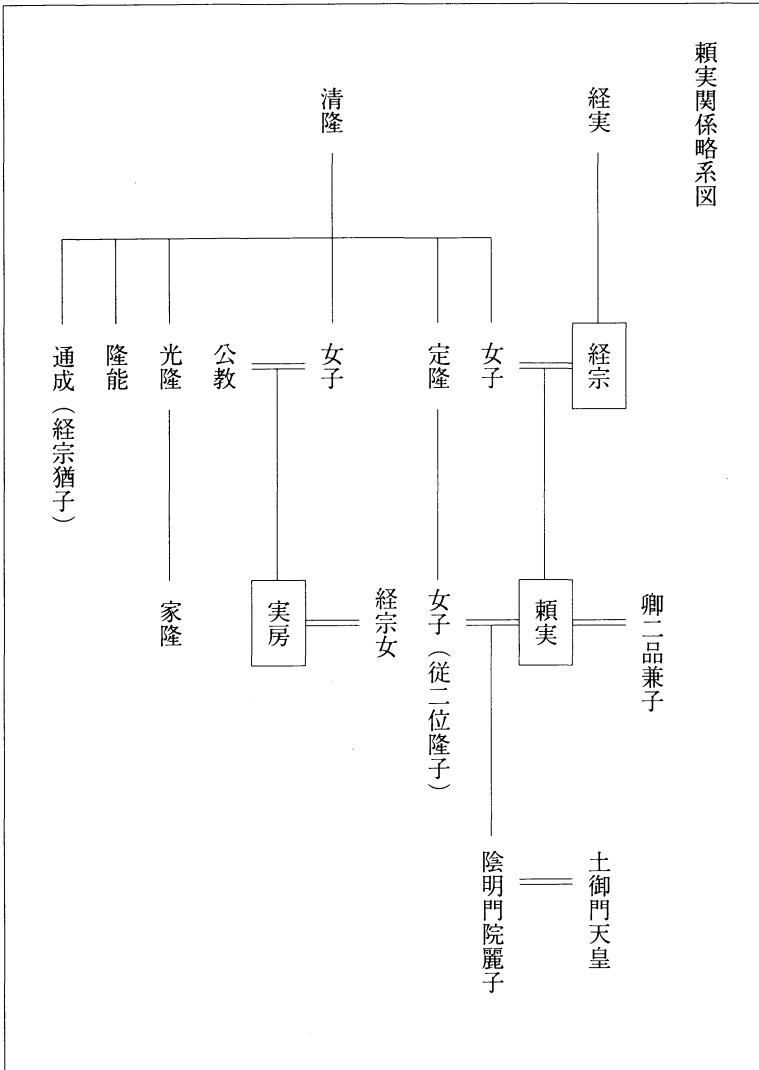 頼実関係略系図
経実
清隆
経宗
女子
定隆
女子
公教
光隆
隆能
通成（経宗猶子）
卿二品兼子
頼実
女子（従二位隆子）
経宗女
実房
家隆
土御門天皇
陰明門院麗子